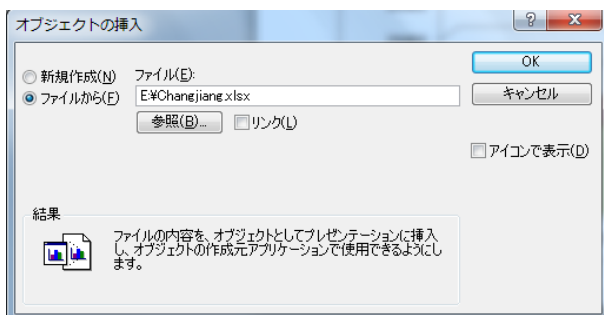 オブジェクトの挿入
新規作成(N) ファイル(E):
ファイルから(F) E:¥Changjiang.xlsx
参照(B)... リンク(L)
OK
キャンセル
アイコンで表示(D)
結果
ファイルの内容を、オブジェクトとしてプレゼンテーションに挿入
し、オブジェクトの作成元アプリケーションで使用できるようにし
ます。